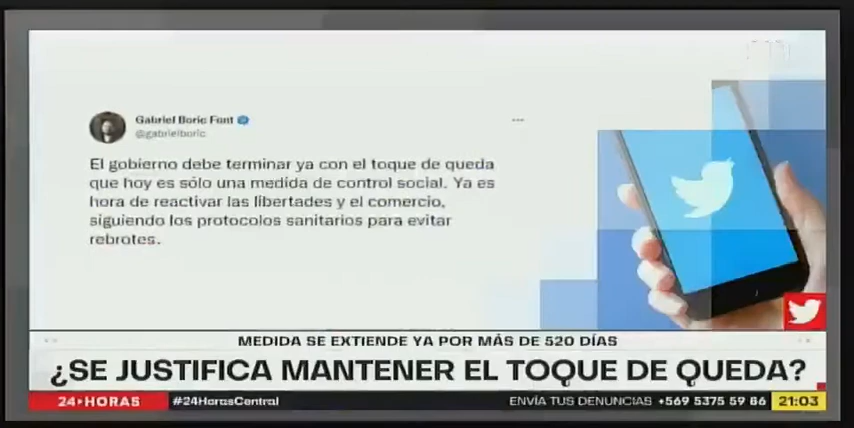 Gabriel Boric Font
@gabrielboric
El gobierno debe terminar ya con el toque de queda
que hoy es sólo una medida de control social. Ya es
hora de reactivar las libertades y el comercio,
siguiendo los protocolos sanitarios para evitar
rebrotes.
MEDIDA SE EXTIENDE YA POR MÁS DE 520 DÍAS
¿SE JUSTIFICA MANTENER EL TOQUE DE QUEDA?
24 HORAS #24HorasCentral ENVÍA TUS DENUNCIAS +569 5375 59 86 21:03